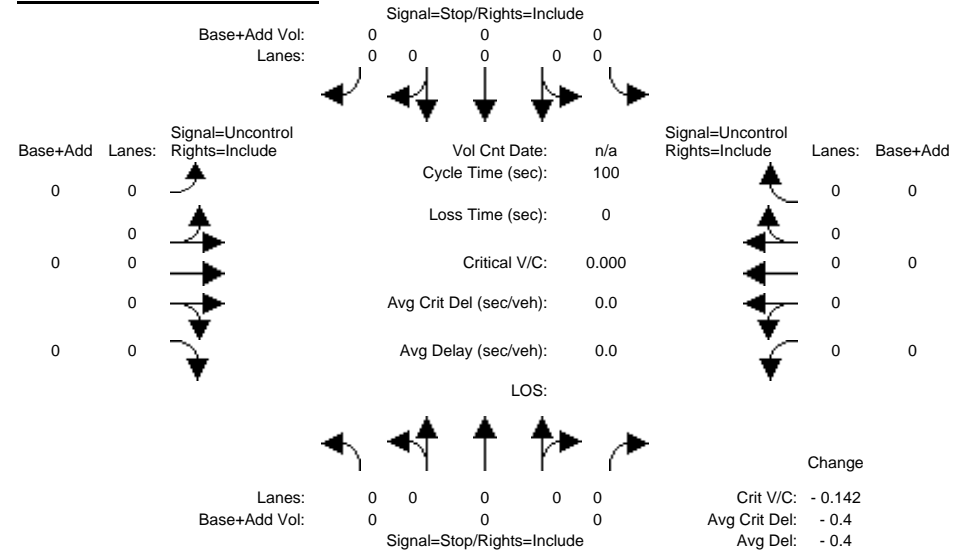 Signal=Stop/Rights=Include
Base+Add Vol: 0 0 0
Lanes: 0 0 0 0 0
Signal=Uncontrol
Base+Add Lanes: Rights=Include
0 0
0
0 0
0
0 0
Vol Cnt Date: n/a
Cycle Time (sec): 100
Loss Time (sec): 0
Critical V/C: 0.000
Avg Crit Del (sec/veh): 0.0
Avg Delay (sec/veh): 0.0
LOS:
Signal=Uncontrol
Rights=Include Lanes: Base+Add
0 0
0
0 0
0
0 0
Lanes: 0 0 0 0 0
Base+Add Vol: 0 0 0
Signal=Stop/Rights=Include
Change
Crit V/C: - 0.142
Avg Crit Del: - 0.4
Avg Del: - 0.4